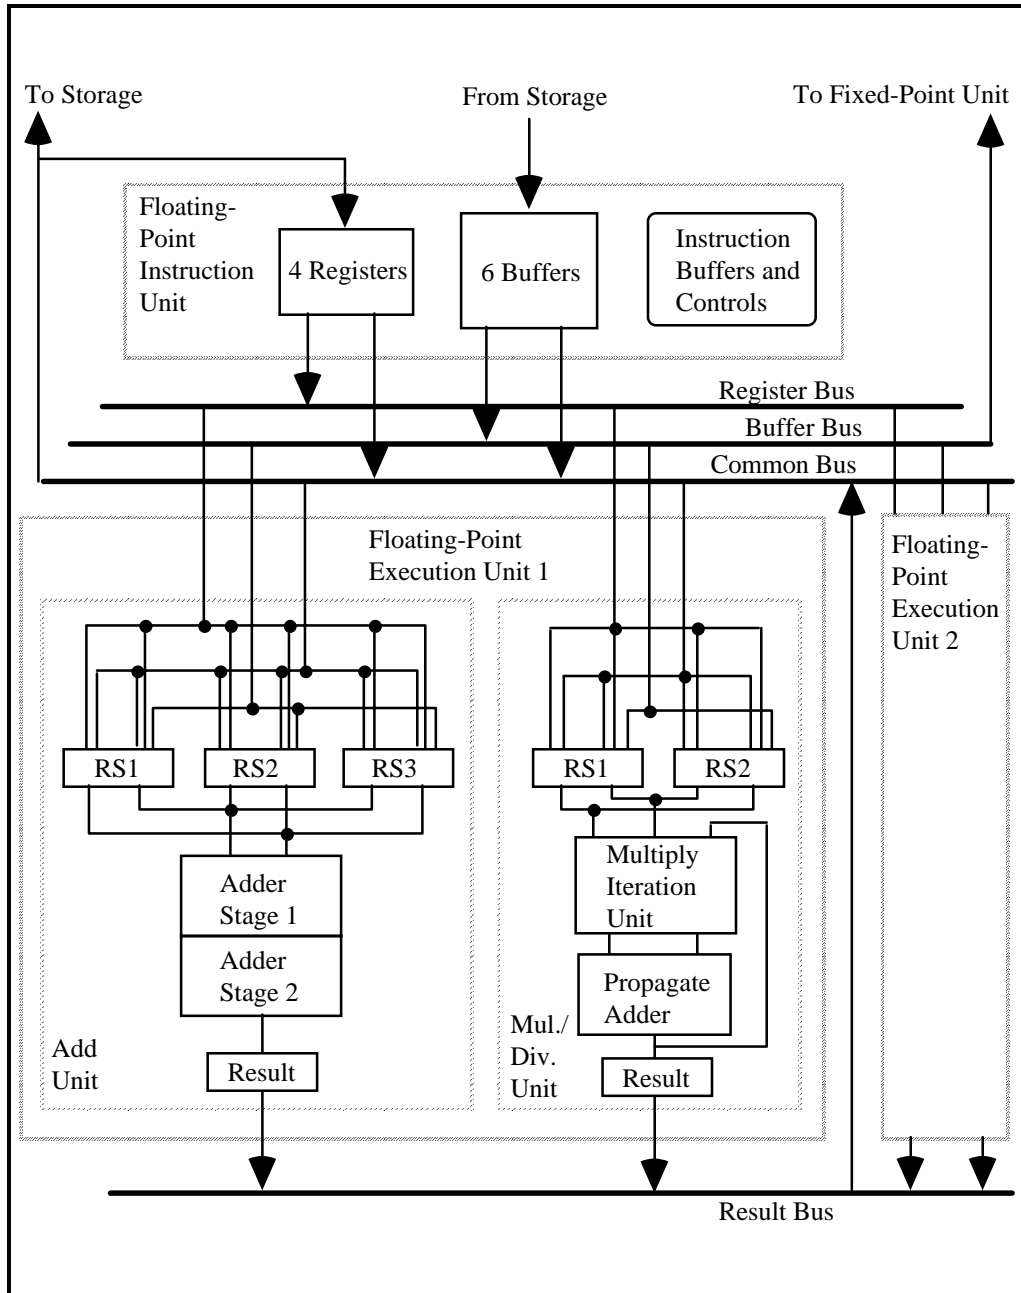 To Storage
From Storage
To Fixed-Point Unit
Floating-
Point
Instruction
Unit
4 Registers
6 Buffers
Instruction
Buffers and
Controls
Register Bus
Buffer Bus
Common Bus
Floating-Point
Execution Unit 1
Floating-
Point
Execution
Unit 2
RS1
RS2
RS3
RS1
RS2
Adder
Stage 1
Adder
Stage 2
Multiply
Iteration
Unit
Propagate
Adder
Add
Unit
Result
Mul./
Div.
Unit
Result
Result Bus